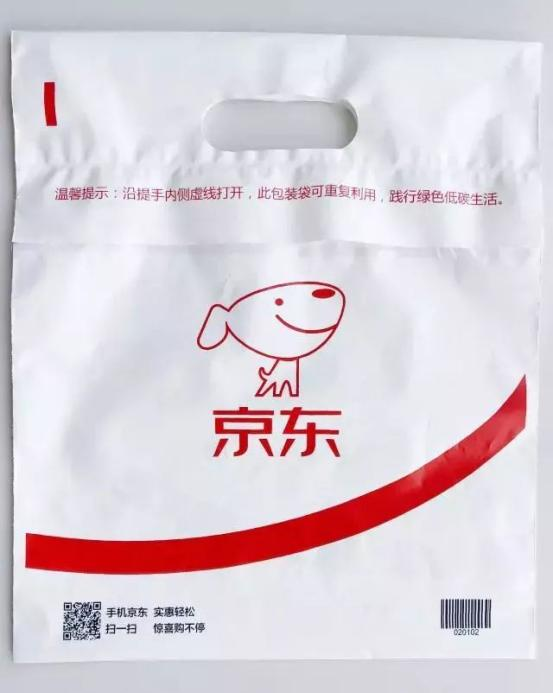 温馨提示：沿提手内侧虚线打开，此包装袋可重复利用，践行绿色低碳生活。
京东
手机京东 实惠轻松
扫一扫 惊喜购不停
020102